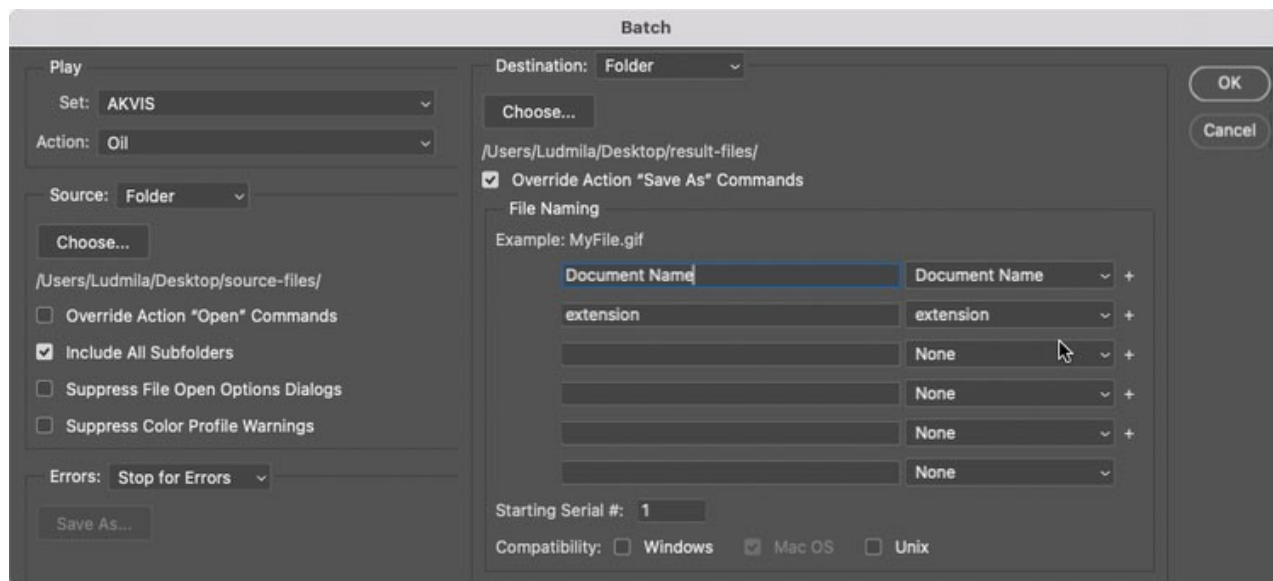 Batch
Play
Set: AKVIS
Action: Oil
Source: Folder
Choose...
/Users/Ludmila/Desktop/source-files/
Override Action "Open" Commands
Include All Subfolders
Suppress File Open Options Dialogs
Suppress Color Profile Warnings
Errors: Stop for Errors
Save As...
Destination: Folder
Choose...
/Users/Ludmila/Desktop/result-files/
Override Action "Save As" Commands
File Naming
Example: MyFile.gif
Document Name Document Name +
extension extension +
None +
None +
None +
None
Starting Serial #: 1
Compatibility: Windows Mac OS Unix
OK
Cancel